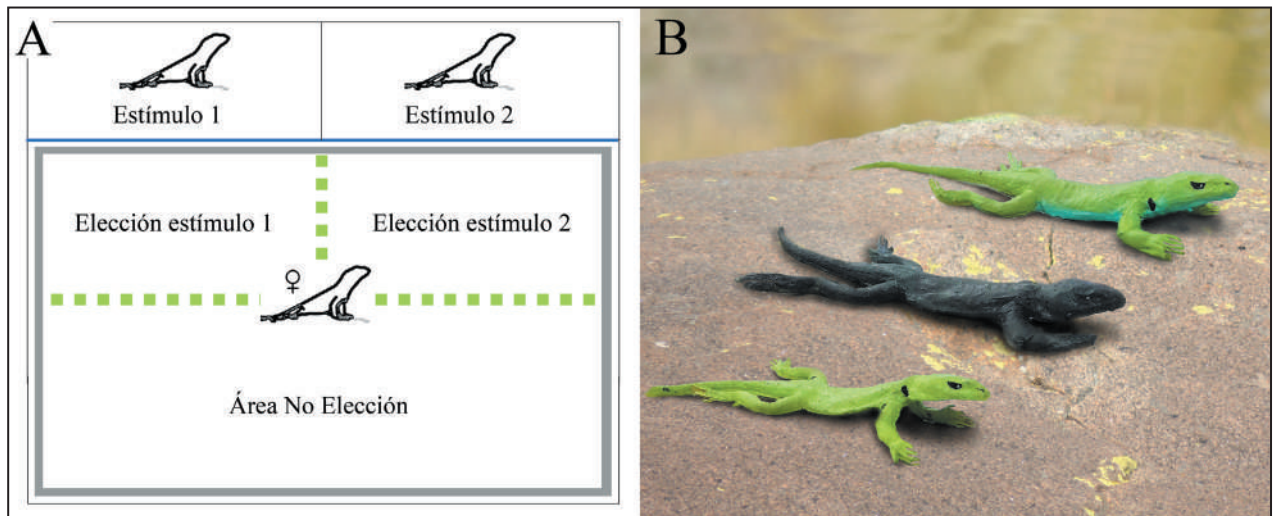 A
Estímulo 1
Estímulo 2
Elección estímulo 1
Elección estímulo 2
♀
Área No Elección
B